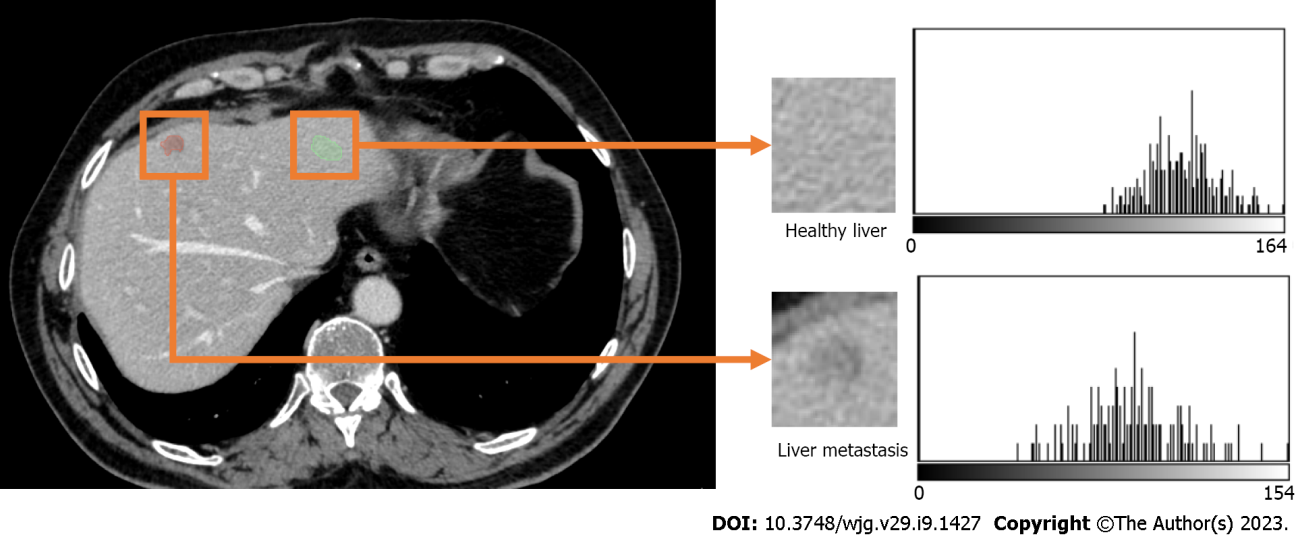 Healthy liver
0 164
Liver metastasis
0 154
DOI: 10.3748/wjg.v29.i9.1427 Copyright ©The Author(s) 2023.